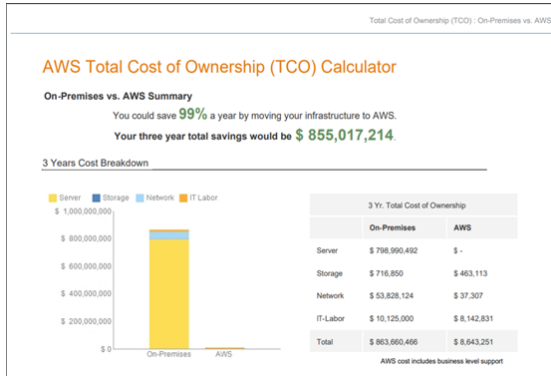 Total Cost of Ownership (TCO) : On-Premises vs. AWS
AWS Total Cost of Ownership (TCO) Calculator
On-Premises vs. AWS Summary
You could save 99% a year by moving your infrastructure to AWS.
Your three year total savings would be $ 855,017,214.
3 Years Cost Breakdown
Server Storage Network IT Labor
$ 1,000,000,000
$ 800,000,000
$ 600,000,000
$ 400,000,000
$ 200,000,000
$ 0
On-Premises AWS
3 Yr. Total Cost of Ownership
On-Premises AWS
Server $ 798,990,492 $ -
Storage $ 716,850 $ 463,113
Network $ 53,828,124 $ 37,307
IT-Labor $ 10,125,000 $ 8,142,831
Total $ 863,660,466 $ 8,643,251
AWS cost includes business level support